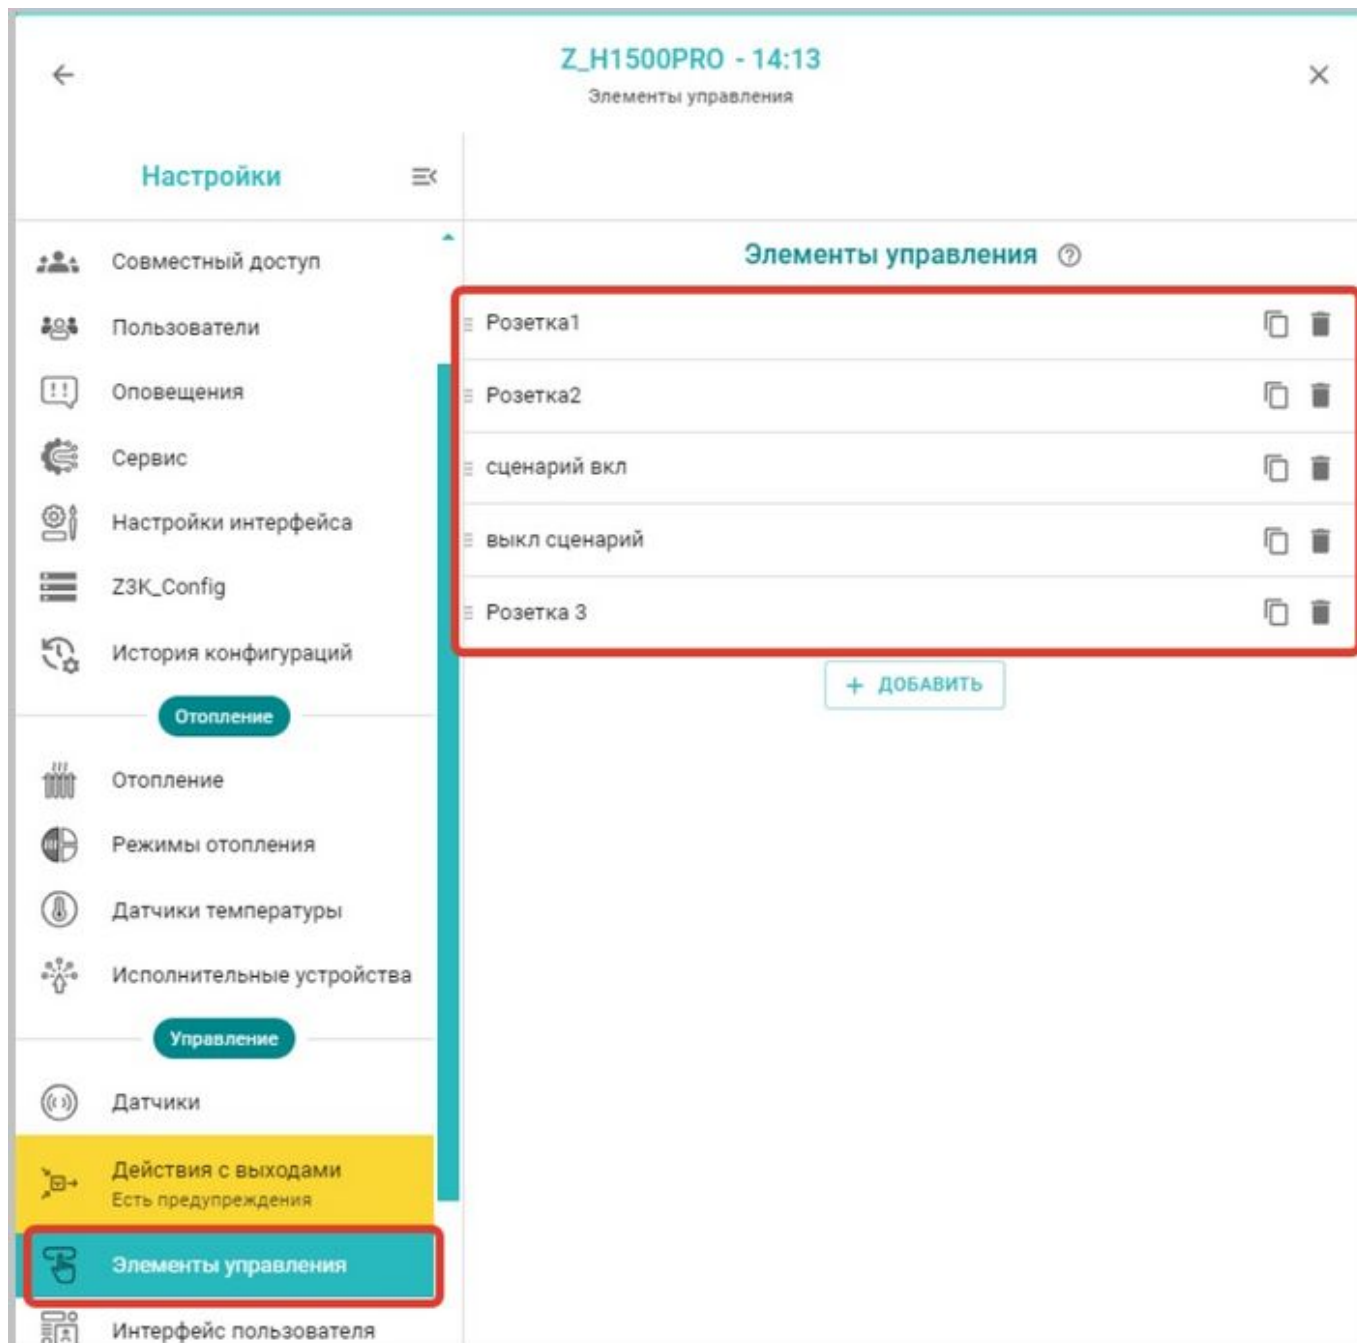 Z_H1500PRO - 14:13
Элементы управления
Настройки
Совместный доступ
Пользователи
Оповещения
Сервис
Настройки интерфейса
Z3K_Config
История конфигураций
Отопление
Отопление
Режимы отопления
Датчики температуры
Исполнительные устройства
Управление
Датчики
Действия с выходами
Есть предупреждения
Элементы управления
Интерфейс пользователя
Элементы управления
Розетка1
Розетка2
сценарий вкл
выкл сценарий
Розетка 3
+ ДОБАВИТЬ